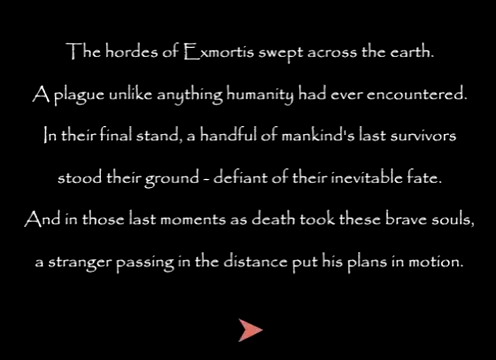 The hordes of Exmortis swept across the earth.
A plague unlike anything humanity had ever encountered.
In their final stand, a handful of mankind's last survivors
stood their ground - defiant of their inevitable fate.
And in those last moments as death took these brave souls,
a stranger passing in the distance put his plans in motion.